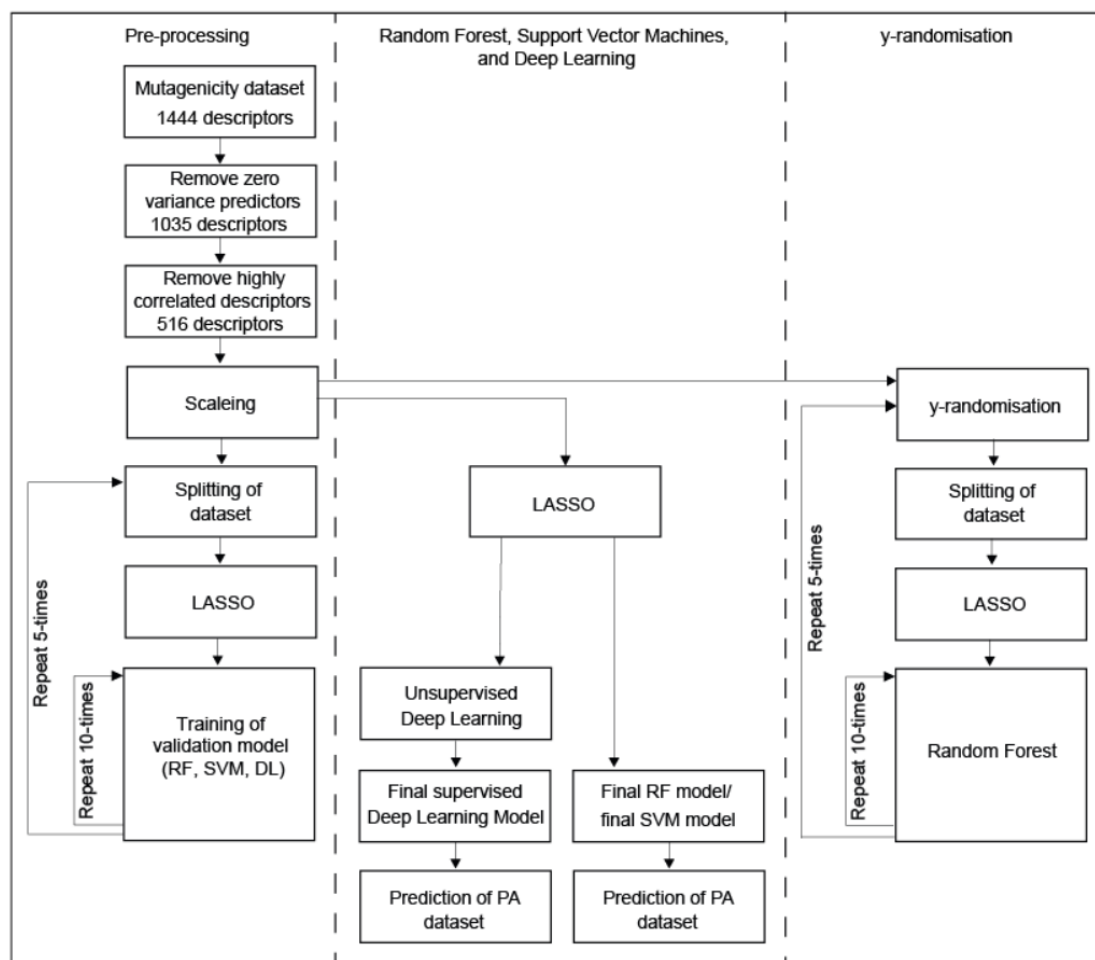 Pre-processing
Mutagenicity dataset
1444 descriptors
Remove zero
variance predictors
1035 descriptors
Remove highly
correlated descriptors
516 descriptors
Scaleing
Splitting of
dataset
LASSO
Training of
validation model
(RF, SVM, DL)
Repeat 10-times
Repeat 5-times
Random Forest, Support Vector Machines,
and Deep Learning
LASSO
Unsupervised
Deep Learning
Final supervised
Deep Learning Model
Prediction of PA
dataset
Final RF model/
final SVM model
Prediction of PA
dataset
y-randomisation
y-randomisation
Splitting of
dataset
LASSO
Random Forest
Repeat 10-times
Repeat 5-times